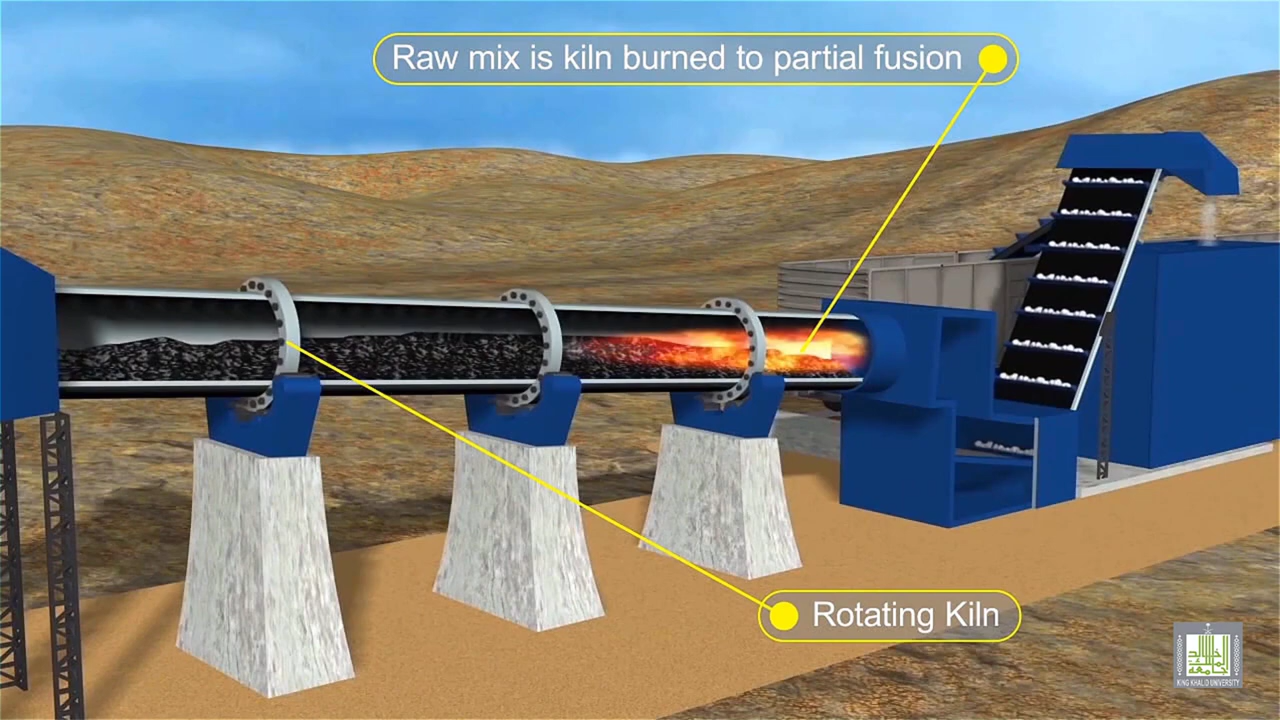 Raw mix is kiln burned to partial fusion
Rotating Kiln
KING KHALID UNIVERSITY